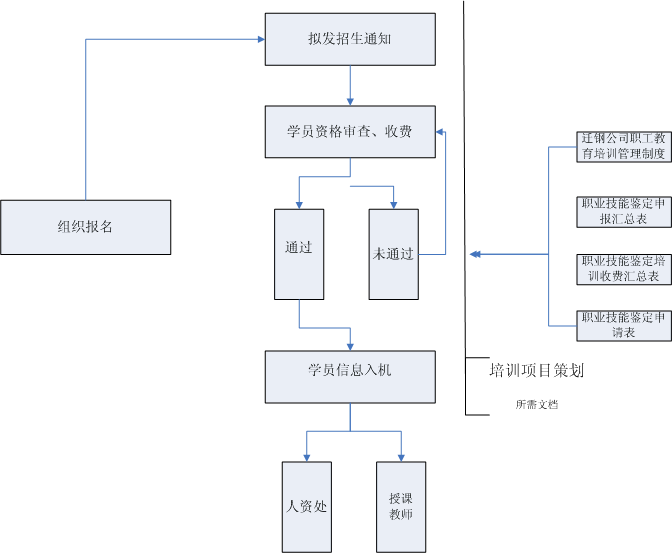 拟发招生通知
学员资格审查、收费
迁钢公司职工教
育培训管理制度
职业技能鉴定申
报汇总表
组织报名
通过
未通过
职业技能鉴定培
训收费汇总表
职业技能鉴定申
请表
学员信息入机
培训项目策划
所需文档
人资处
授课
教师